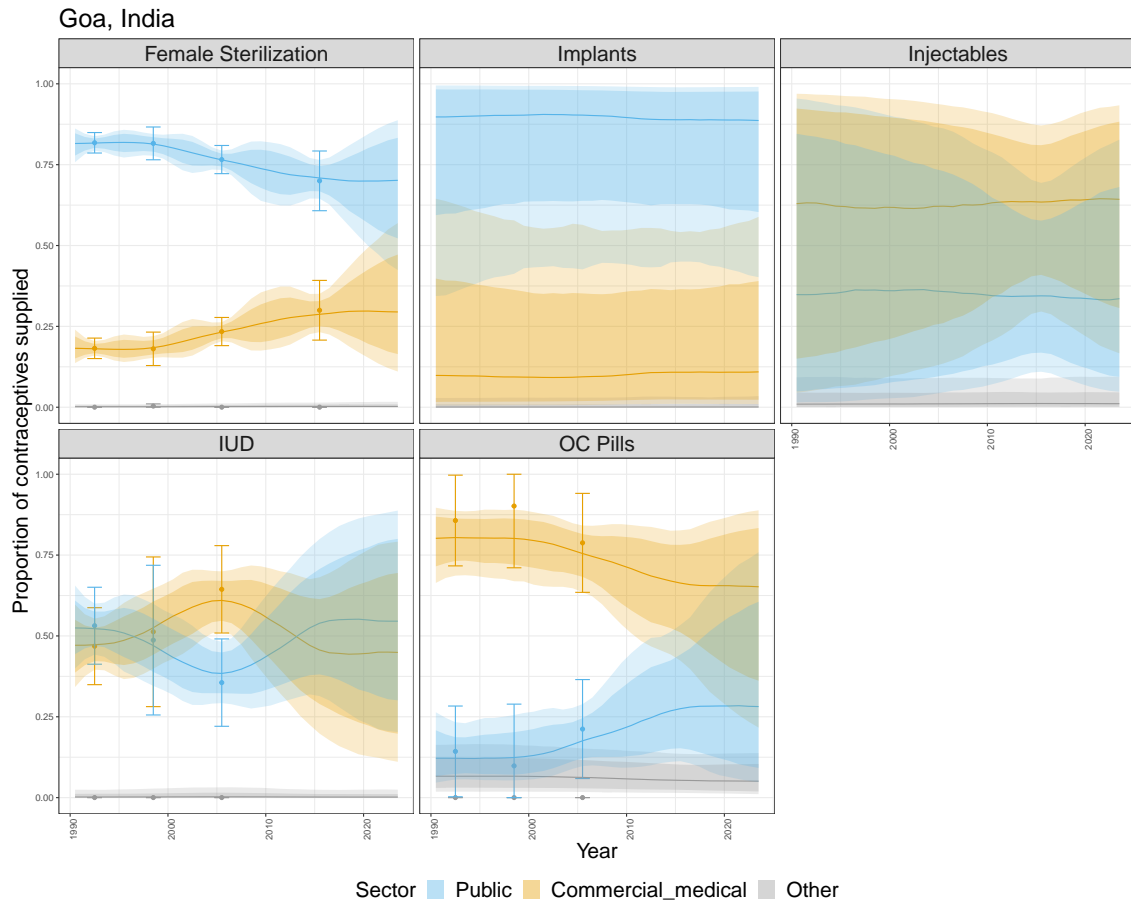 Goa, India
Female Sterilization
Implants
Injectables
Proportion of contraceptives supplied
1.00
0.75
0.50
0.25
0.00
1990
2000
2010
2020
IUD
OC Pills
1.00
0.75
0.50
0.25
0.00
1990
2000
2010
2020
1990
2000
2010
2020
Year
Sector Public Commercial_medical Other